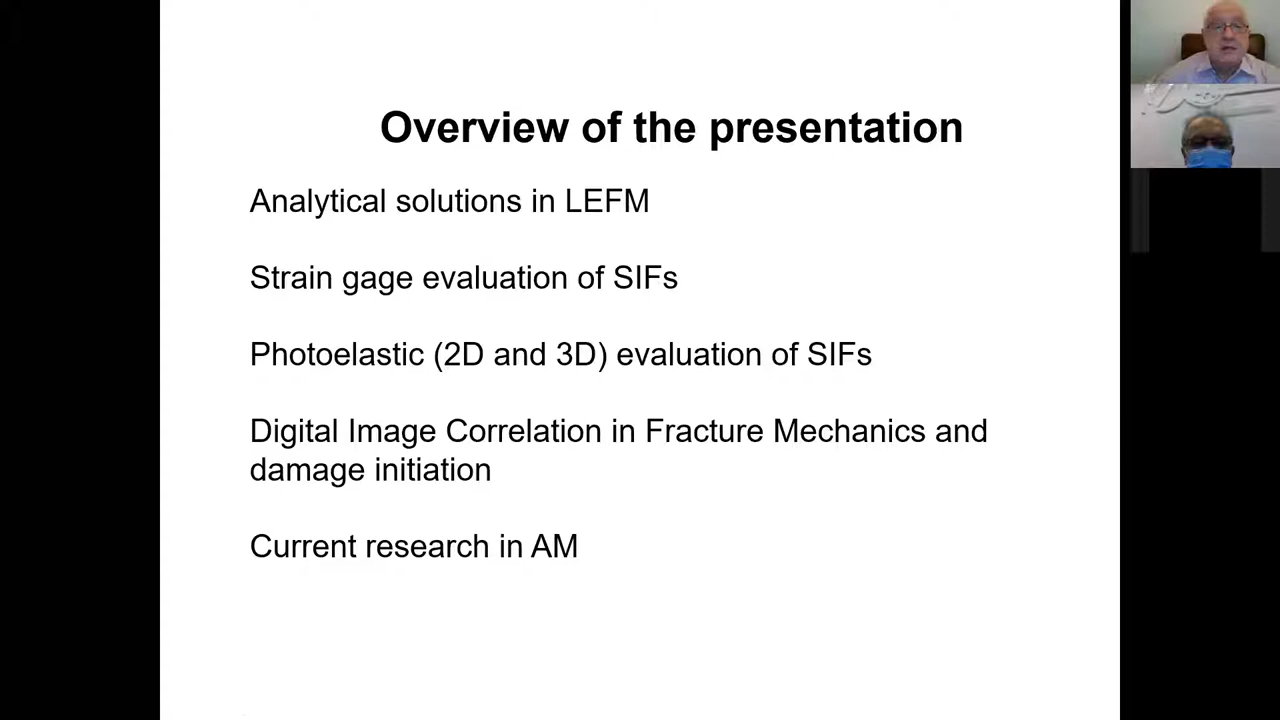 Overview of the presentation
Analytical solutions in LEFM
Strain gage evaluation of SIFs
Photoelastic (2D and 3D) evaluation of SIFs
Digital Image Correlation in Fracture Mechanics and
damage initiation
Current research in AM